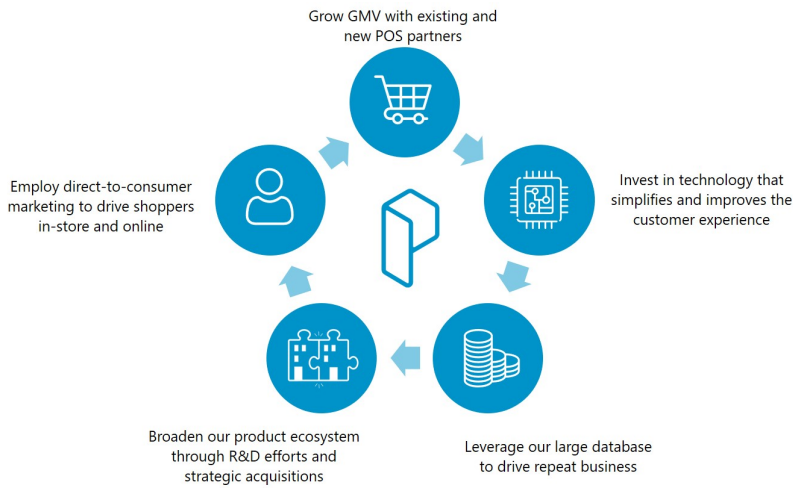 Grow GMV with existing and
new POS partners
Invest in technology that
simplifies and improves the
customer experience
Leverage our large database
to drive repeat business
Broaden our product ecosystem
through R&D efforts and
strategic acquisitions
Employ direct-to-consumer
marketing to drive shoppers
in-store and online